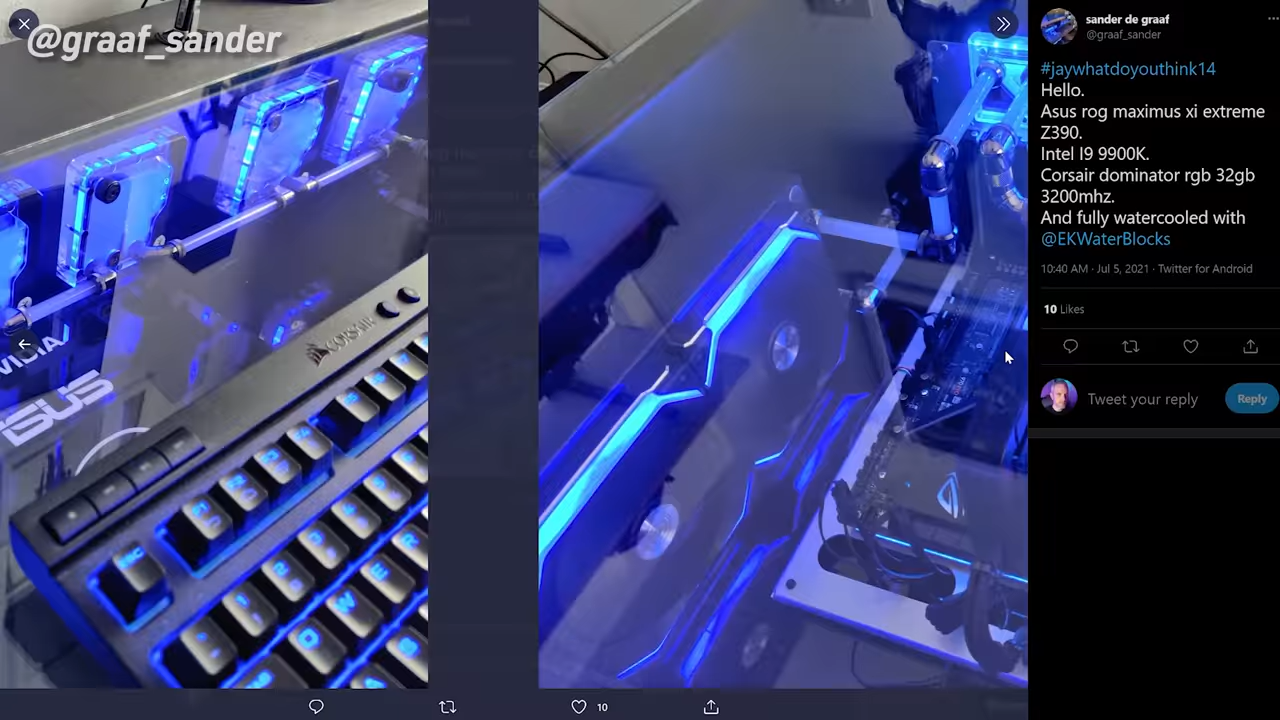 @graaf_sander
CORSAIR
ISUS
ESC
W
E
R
sander de graaf
@graaf_sander
#jaywhatdoyouthink14
Hello.
Asus rog maximus xi extreme
Z390.
Intel I9 9900K.
Corsair dominator rgb 32gb
3200mhz.
And fully watercooled with
@EKWaterBlocks
10:40 AM · Jul 5, 2021 · Twitter for Android
10 Likes
Tweet your reply
Reply
10